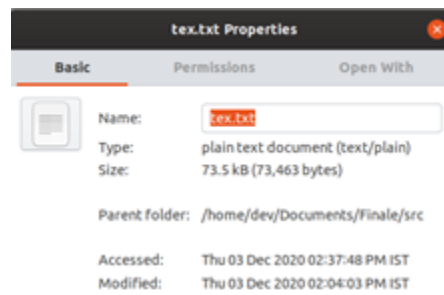 tex.txt Properties
Basic Permissions Open With
Name: tex.txt
Type: plain text document (text/plain)
Size: 73.5 kB (73,463 bytes)
Parent folder: /home/dev/Documents/Finale/src
Accessed: Thu 03 Dec 2020 02:37:48 PM IST
Modified: Thu 03 Dec 2020 02:04:03 PM IST